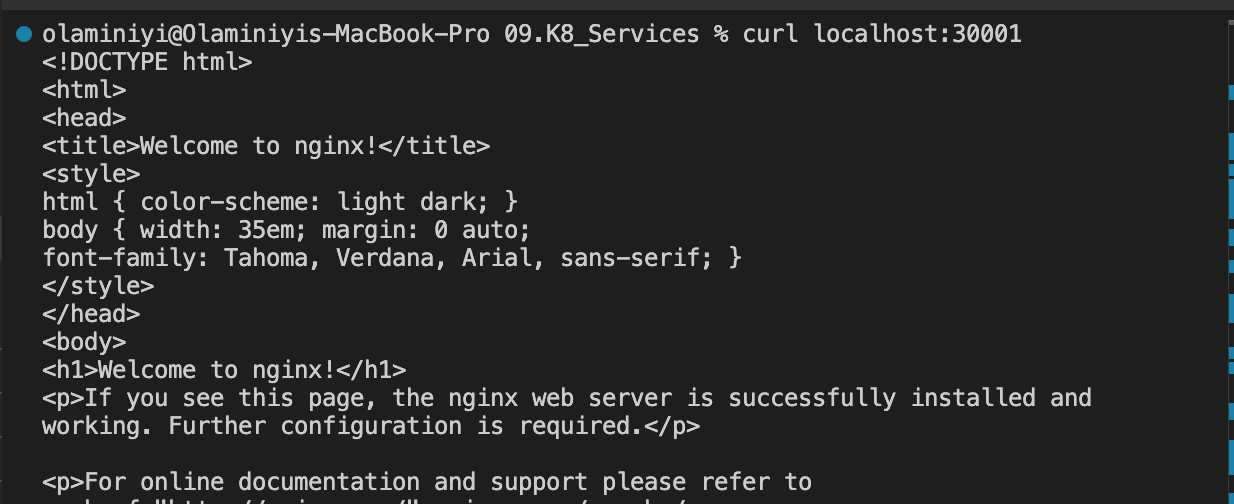 olaminiyi@Olaminiyis-MacBook-Pro 09.K8_Services % curl localhost:30001
<!DOCTYPE html>
<html>
<head>
<title>Welcome to nginx!</title>
<style>
html { color-scheme: light dark; }
body { width: 35em; margin: 0 auto;
font-family: Tahoma, Verdana, Arial, sans-serif; }
</style>
</head>
<body>
<h1>Welcome to nginx!</h1>
<p>If you see this page, the nginx web server is successfully installed and
working. Further configuration is required.</p>

<p>For online documentation and support please refer to